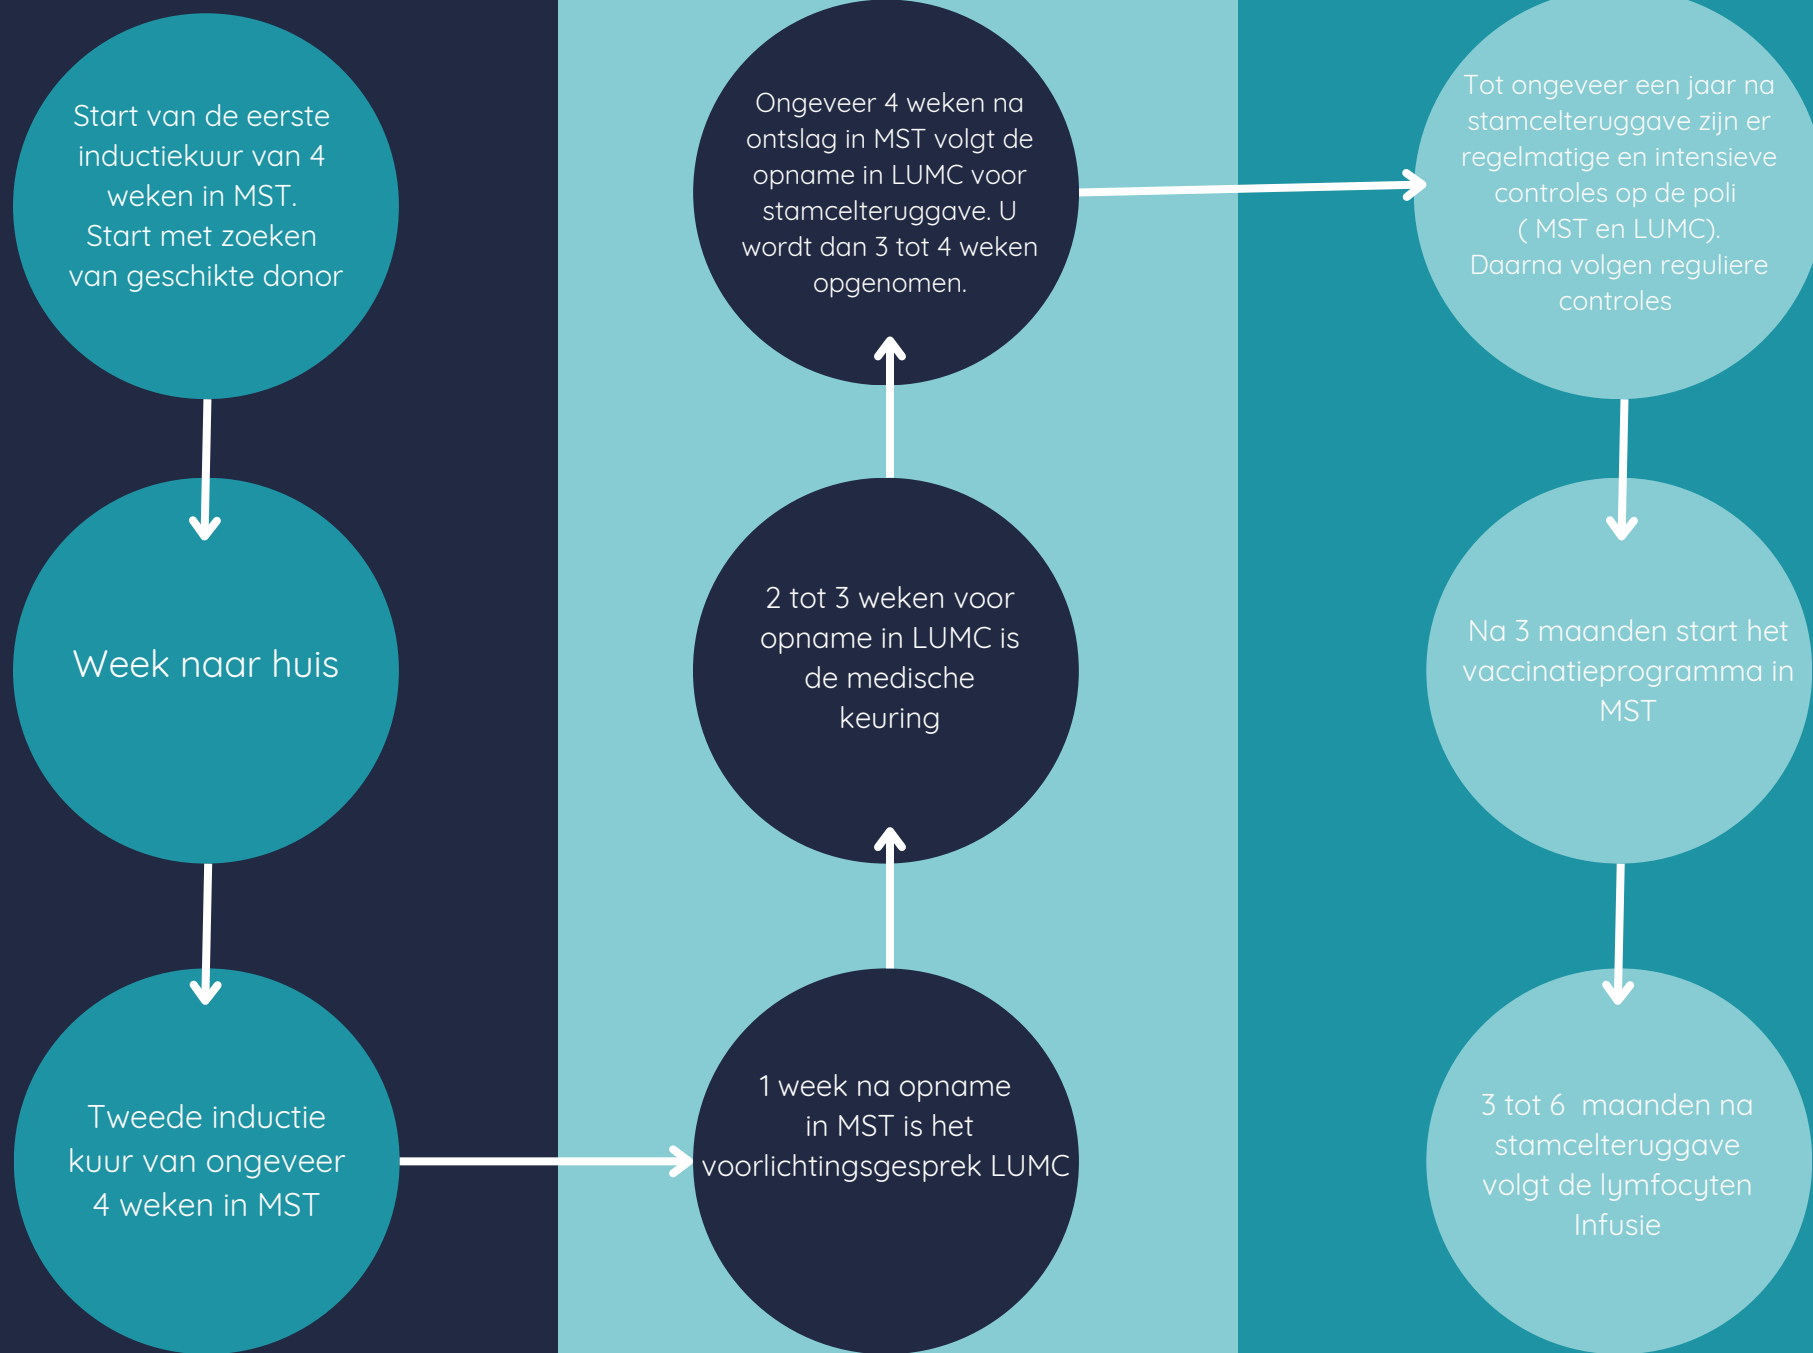 Start van de eerste
inductiekuur van 4
weken in MST.
Start met zoeken
van geschikte donor
Week naar huis
Tweede inductie
kuur van ongeveer
4 weken in MST
1 week na opname
in MST is het
voorlichtingsgesprek LUMC
2 tot 3 weken voor
opname in LUMC is
de medische
keuring
Ongeveer 4 weken na
ontslag in MST volgt de
opname in LUMC voor
stamcelteruggave. U
wordt dan 3 tot 4 weken
opgenomen.
Tot ongeveer een jaar na
stamcelteruggave zijn er
regelmatige en intensieve
controles op de poli
( MST en LUMC).
Daarna volgen reguliere
controles
Na 3 maanden start het
vaccinatieprogramma in
MST
3 tot 6  maanden na
stamcelteruggave
volgt de lymfocyten
Infusie